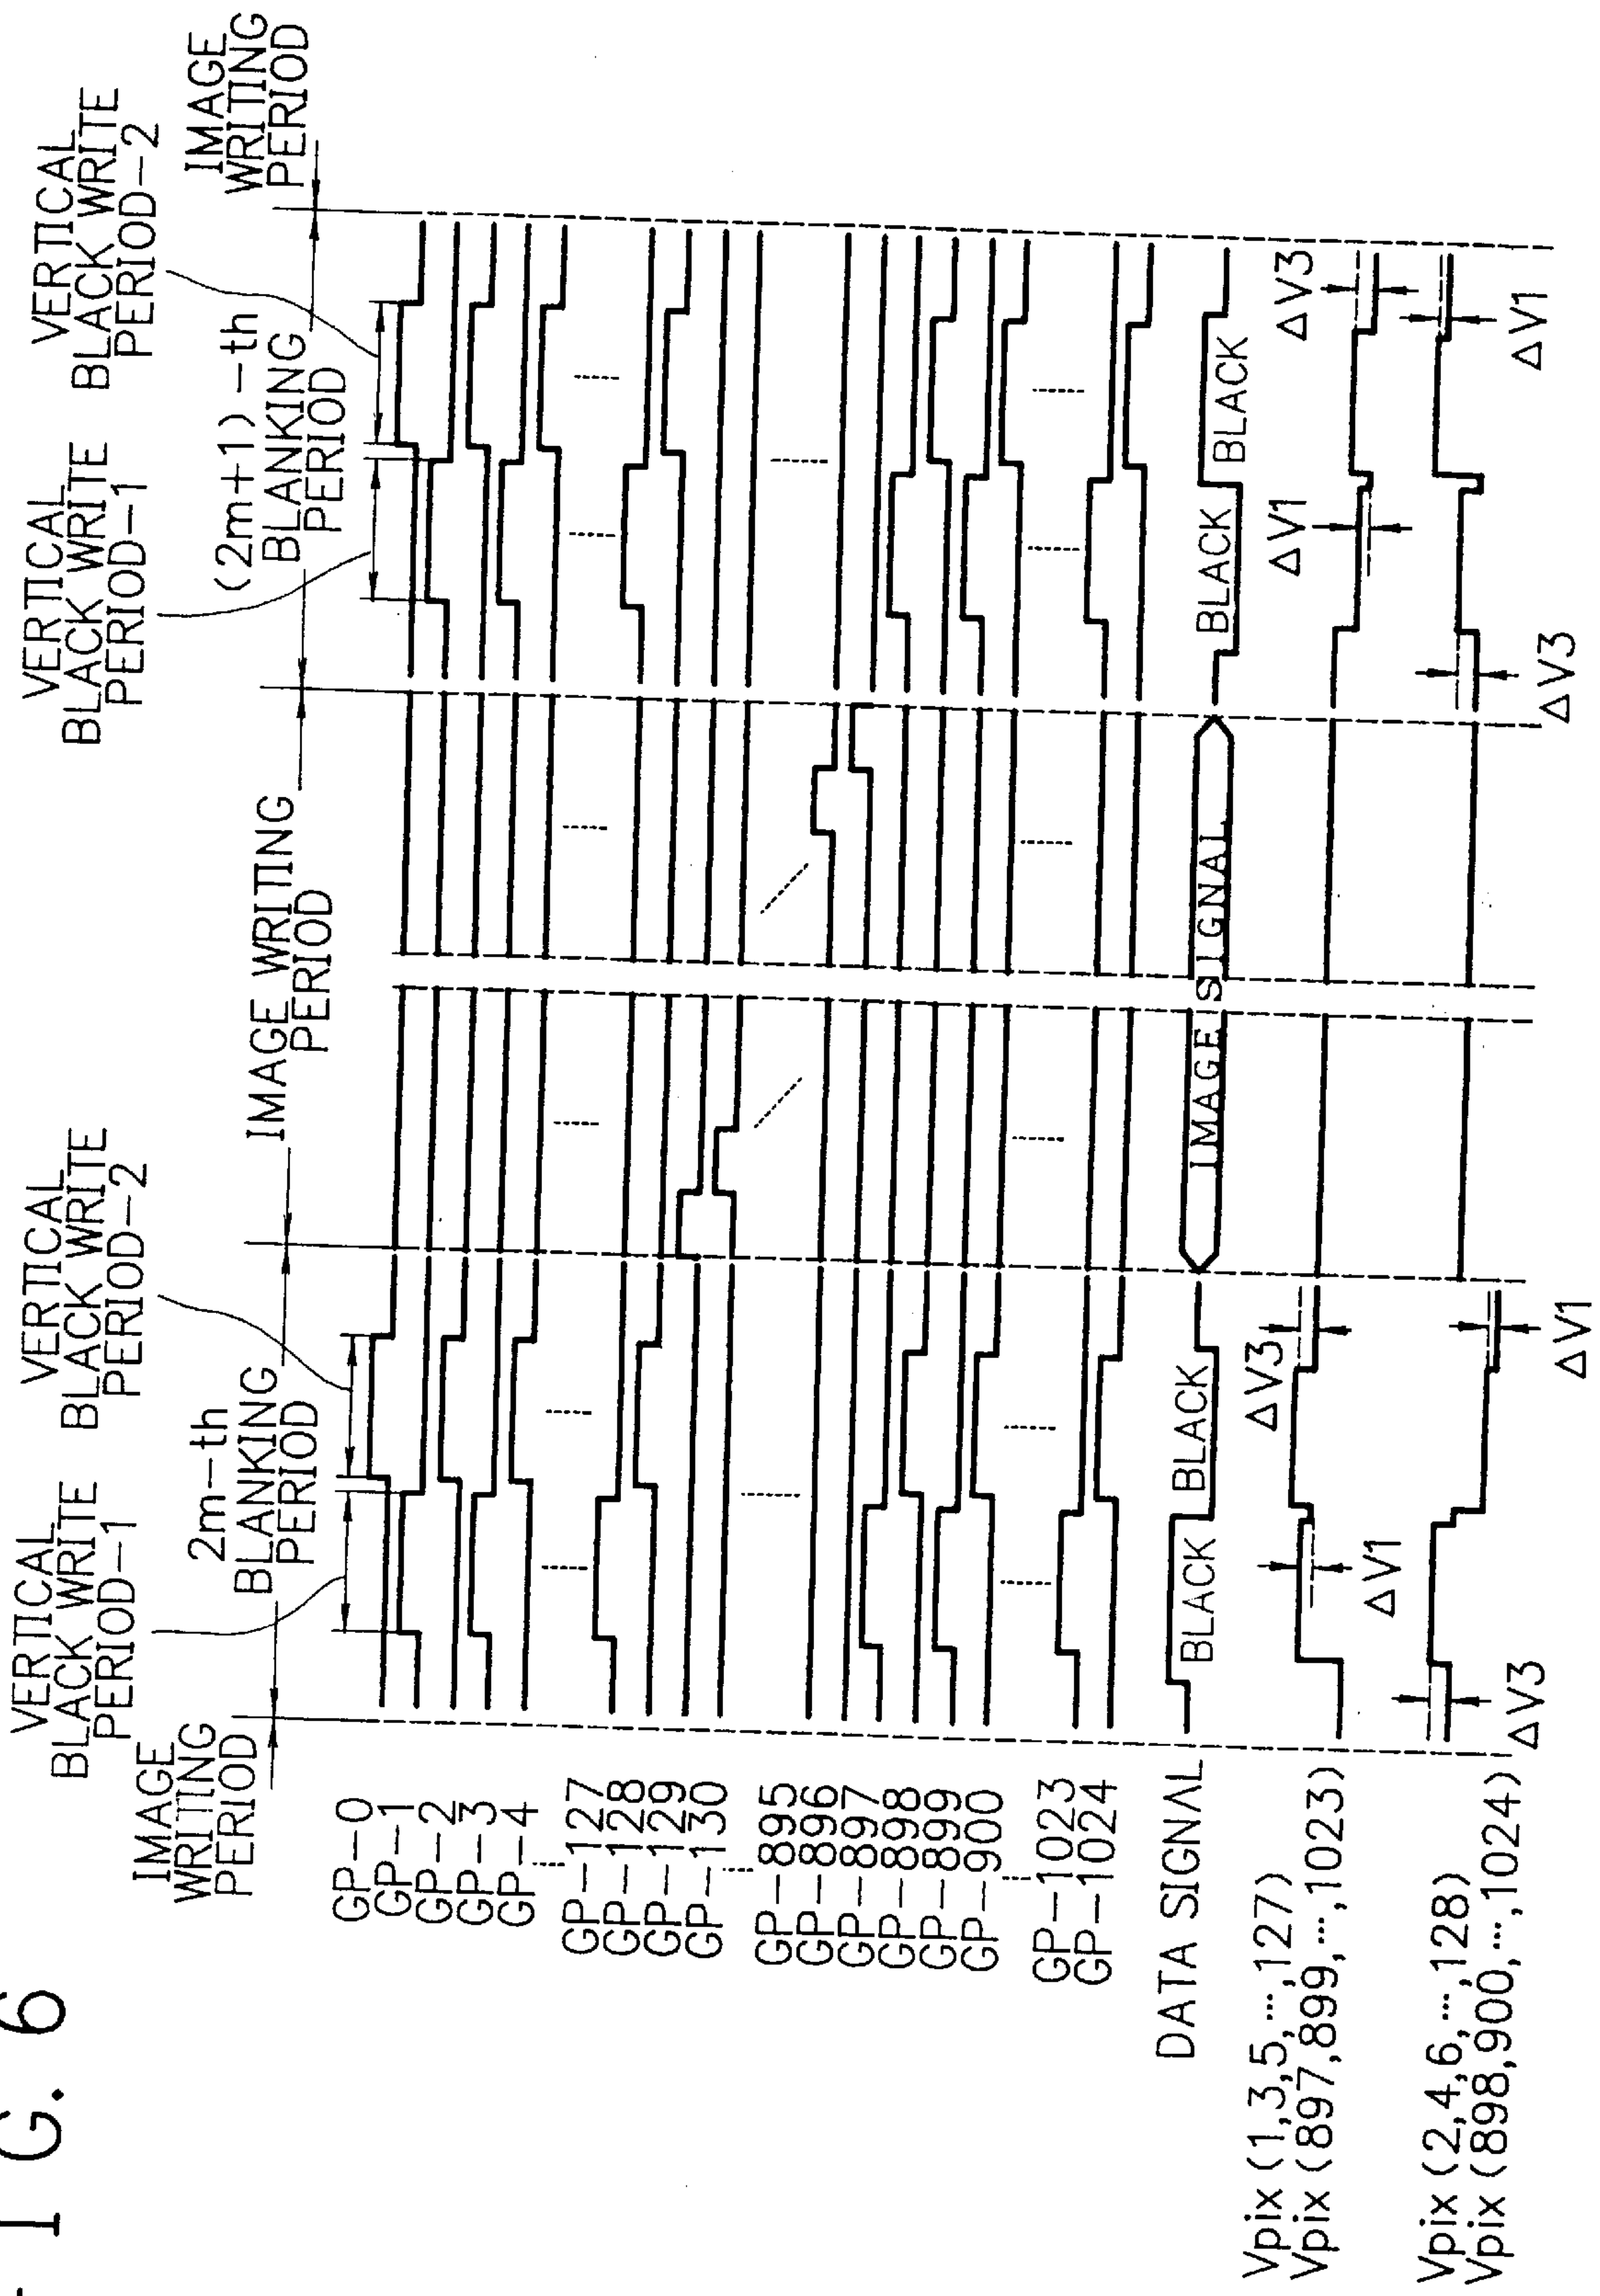 FIG. 6
VERTICAL
BLACK WRITE
PERIOD-1
VERTICAL
BLACK WRITE
PERIOD-2
VERTICAL
BLACK WRITE
PERIOD-1
VERTICAL
BLACK WRITE
PERIOD-2
IMAGE
WRITING
PERIOD
2m-th
BLANKING
PERIOD
IMAGE WRITING
PERIOD
(2m+1)-th
BLANKING
PERIOD
IMAGE
WRITING
PERIOD
GP-0
GP-1
GP-2
GP-3
GP-4
GP-127
GP-128
GP-129
GP-130
GP-895
GP-896
GP-897
GP-898
GP-899
GP-900
GP-1023
GP-1024
DATA SIGNAL
BLACK
BLACK
IMAGE SIGNAL
BLACK
BLACK
Vpix (1,3,5,…,127)
Vpix (897,899,…,1023)
ΔV1
ΔV3
ΔV1
ΔV3
Vpix (2,4,6,…,128)
Vpix (898,900,…,1024)
ΔV3
ΔV1
ΔV3
ΔV1